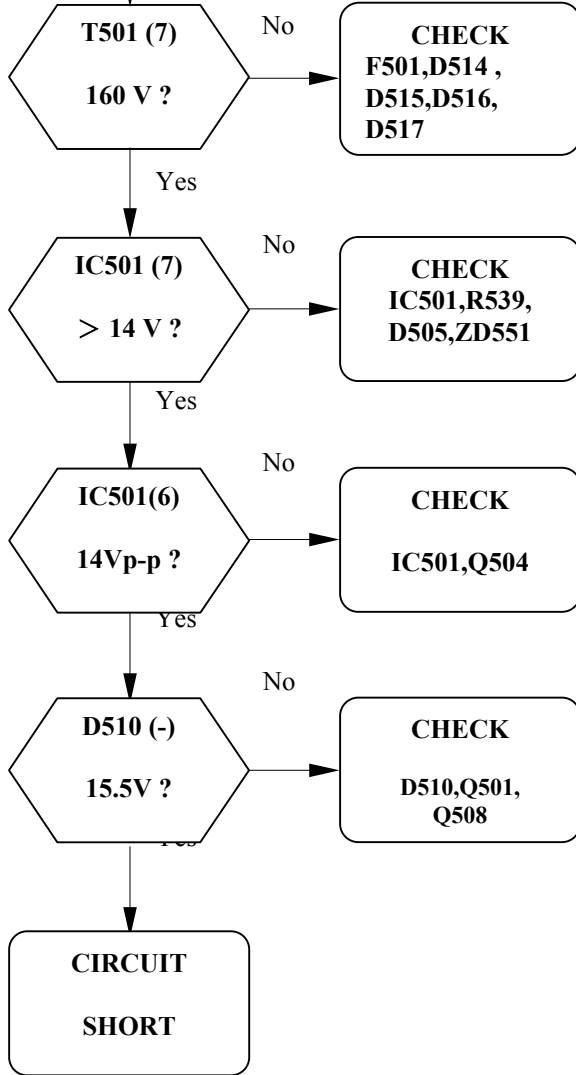 T501 (7)
160 V ?
No
CHECK
F501,D514 ,
D515,D516,
D517
Yes
IC501 (7)
> 14 V ?
No
CHECK
IC501,R539,
D505,ZD551
Yes
IC501(6)
14Vp-p ?
No
CHECK
IC501,Q504
Yes
D510 (-)
15.5V ?
No
CHECK
D510,Q501,
Q508
Yes
CIRCUIT
SHORT